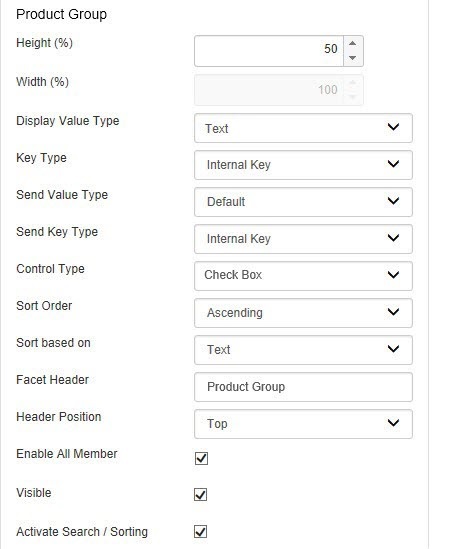 Product Group
Height (%) 50
Width (%) 100
Display Value Type Text
Key Type Internal Key
Send Value Type Default
Send Key Type Internal Key
Control Type Check Box
Sort Order Ascending
Sort based on Text
Facet Header Product Group
Header Position Top
Enable All Member
Visible
Activate Search / Sorting